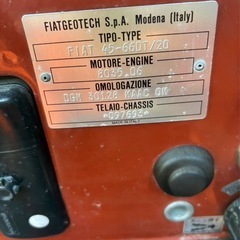 FIATGEOTECH S.p.A. Modena (Italy)
TIPO-TYPE
FIAT 45-66DT/20
MOTORE-ENGINE
8035.06
OMOLOGAZIONE
TELAIO-CHASSIS